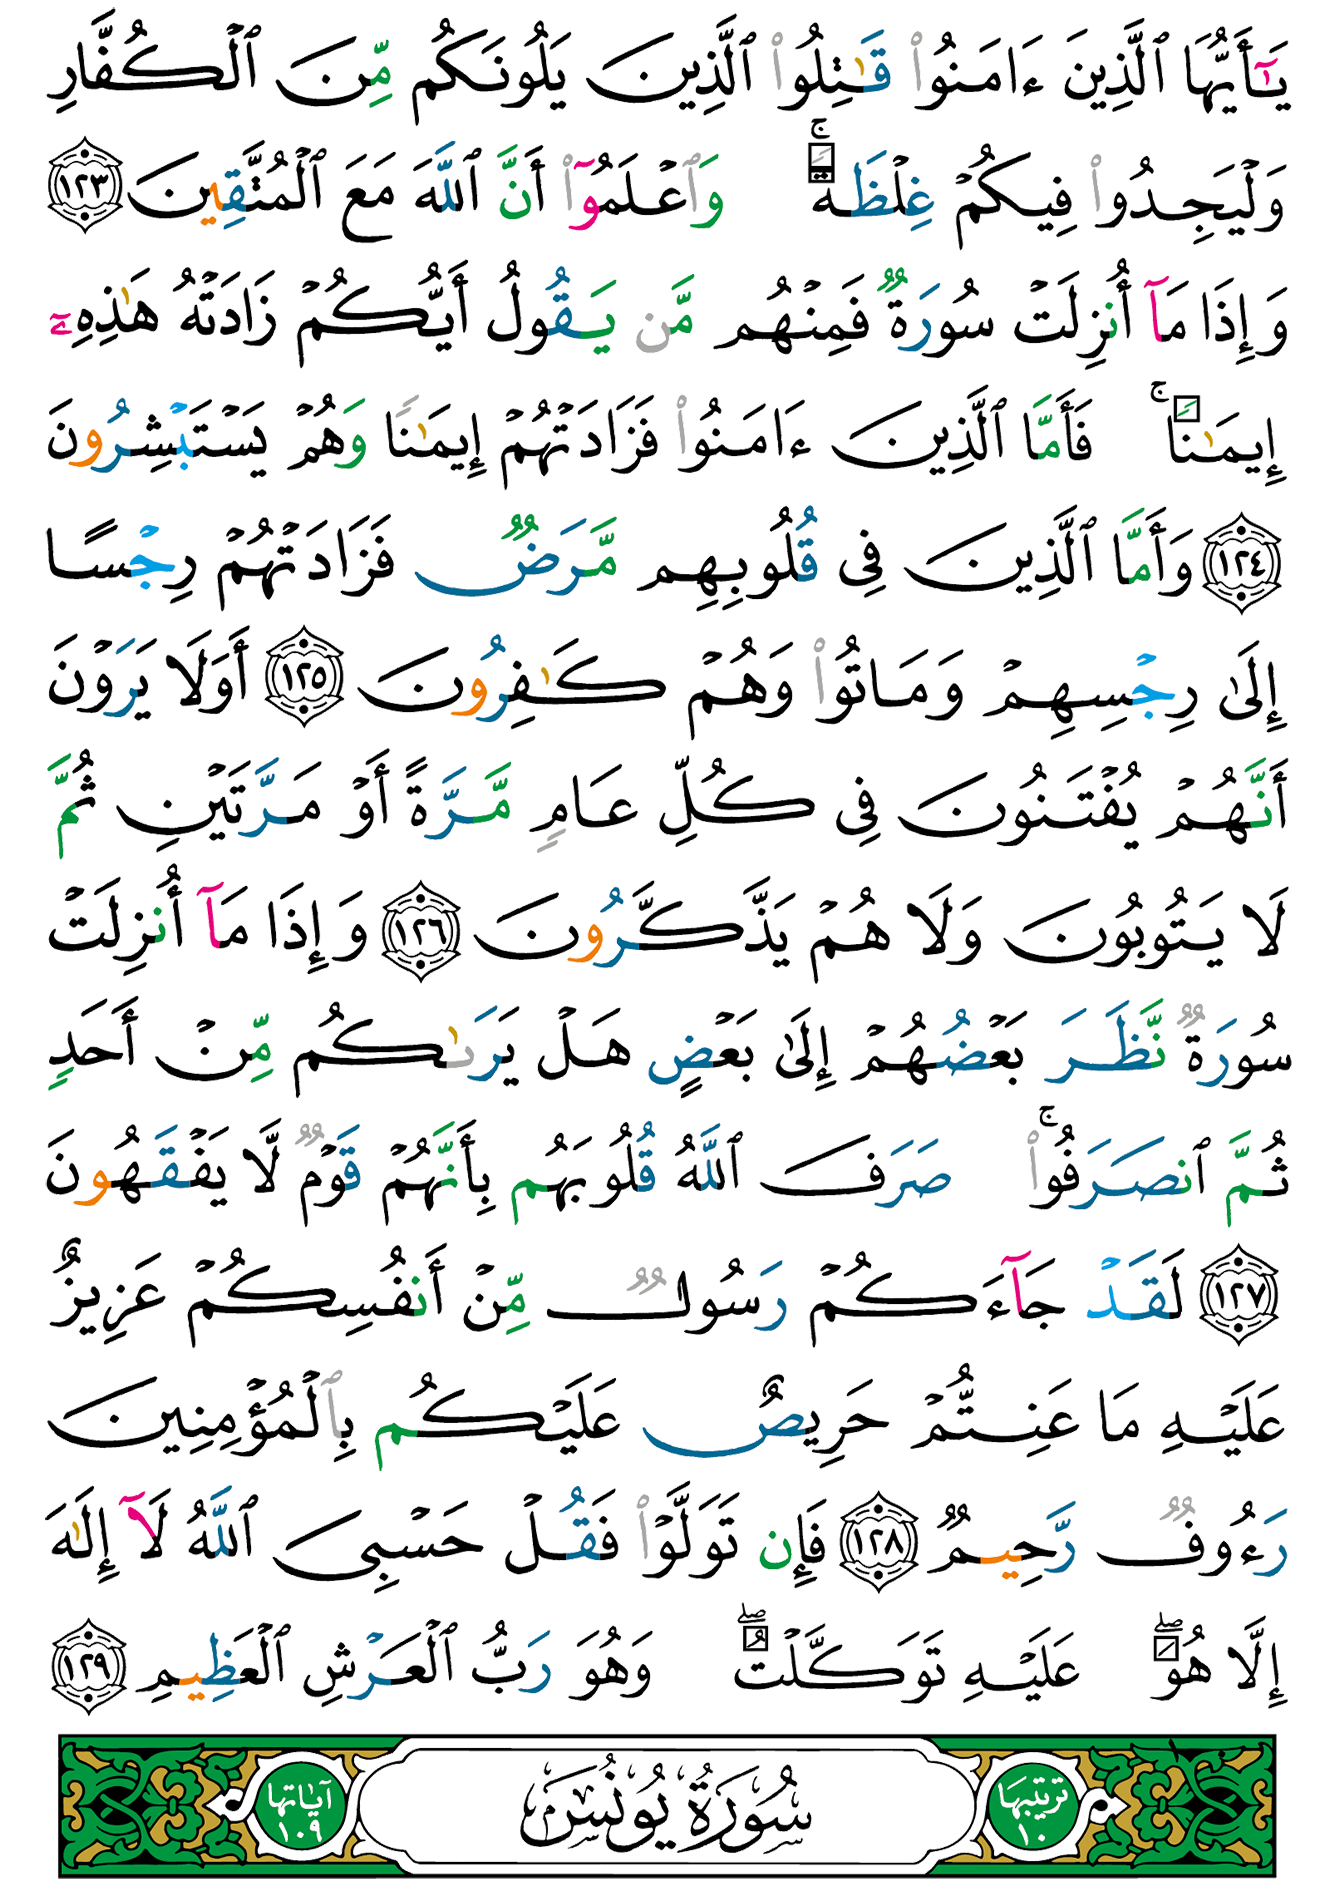 يَـٰٓأَيُّهَا ٱلَّذِينَ ءَامَنُوا۟ قَـٰتِلُوا۟ ٱلَّذِينَ يَلُونَكُم مِّنَ ٱلْكُفَّارِ
وَلْيَجِدُوا۟ فِيكُمْ غِلْظَةًۚ وَٱعْلَمُوٓا۟ أَنَّ ٱللَّهَ مَعَ ٱلْمُتَّقِينَ ١٢٣
وَإِذَا مَآ أُنزِلَتْ سُورَةٌ فَمِنْهُم مَّن يَقُولُ أَيُّكُمْ زَادَتْهُ هَـٰذِهِۦٓ
إِيمَـٰنًاۚ فَأَمَّا ٱلَّذِينَ ءَامَنُوا۟ فَزَادَتْهُمْ إِيمَـٰنًا وَهُمْ يَسْتَبْشِرُونَ
١٢٤ وَأَمَّا ٱلَّذِينَ فِى قُلُوبِهِم مَّرَضٌ فَزَادَتْهُمْ رِجْسًا
إِلَىٰ رِجْسِهِمْ وَمَاتُوا۟ وَهُمْ كَـٰفِرُونَ ١٢٥ أَوَلَا يَرَوْنَ
أَنَّهُمْ يُفْتَنُونَ فِى كُلِّ عَامٍ مَّرَّةً أَوْ مَرَّتَيْنِ ثُمَّ
لَا يَتُوبُونَ وَلَا هُمْ يَذَّكَّرُونَ ١٢٦ وَإِذَا مَآ أُنزِلَتْ
سُورَةٌ نَّظَرَ بَعْضُهُمْ إِلَىٰ بَعْضٍ هَلْ يَرَىٰكُم مِّنْ أَحَدٍ
ثُمَّ ٱنصَرَفُوا۟ۚ صَرَفَ ٱللَّهُ قُلُوبَهُم بِأَنَّهُمْ قَوْمٌ لَّا يَفْقَهُونَ
١٢٧ لَقَدْ جَآءَكُمْ رَسُولٌ مِّنْ أَنفُسِكُمْ عَزِيزٌ
عَلَيْهِ مَا عَنِتُّمْ حَرِيصٌ عَلَيْكُم بِٱلْمُؤْمِنِينَ
رَءُوفٌ رَّحِيمٌ ١٢٨ فَإِن تَوَلَّوْا۟ فَقُلْ حَسْبِىَ ٱللَّهُ لَآ إِلَـٰهَ
إِلَّا هُوَۖ عَلَيْهِ تَوَكَّلْتُۖ وَهُوَ رَبُّ ٱلْعَرْشِ ٱلْعَظِيمِ ١٢٩
ترتيبها ١٠ سُورَةُ يُونُسَ آياتها ١٠٩